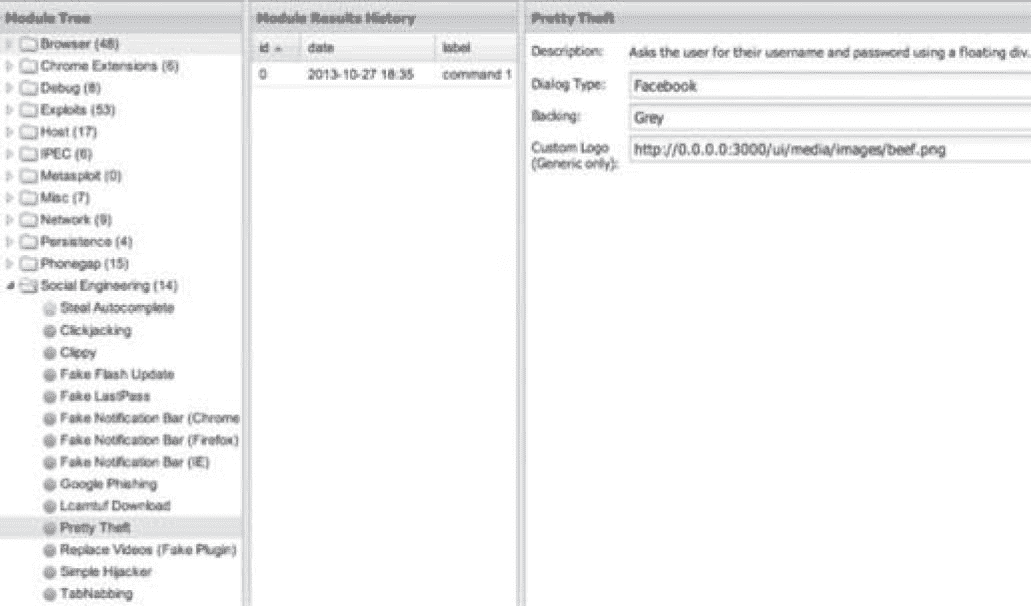 Module Tree
Browser (48)
Chrome Extensions (6)
Debug (8)
Exploits (53)
Host (17)
IPEC (6)
Metasploit (0)
Misc (7)
Network (9)
Persistence (4)
Phonegap (15)
Social Engineering (14)
Steal Autocomplete
Clickjacking
Clippy
Fake Flash Update
Fake LastPass
Fake Notification Bar (Chrome
Fake Notification Bar (Firefox)
Fake Notification Bar (IE)
Google Phishing
Lcamtuf Download
Pretty Theft
Replace Videos (Fake Plugin)
Simple Hijacker
TabNabbing
Module Results History
id date label
0 2013-10-27 18:35 command 1
Pretty Theft
Description: Asks the user for their username and password using a floating div.
Dialog Type: Facebook
Backing: Grey
Custom Logo http://0.0.0.0:3000/ui/media/images/beef.png
(Generic only):